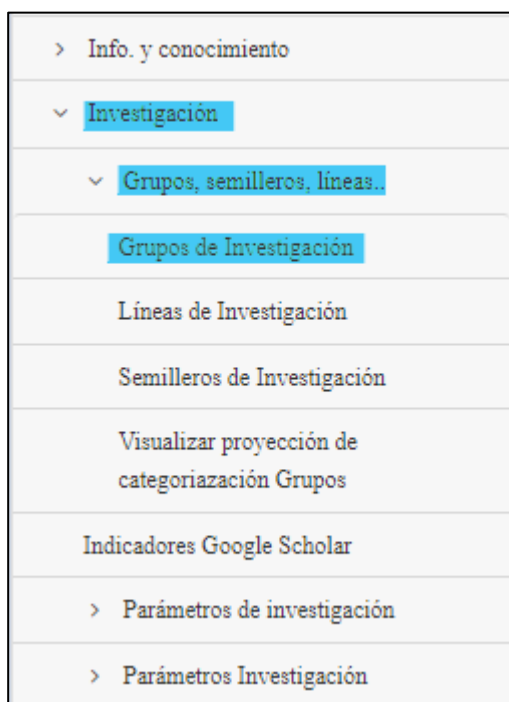 Info. y conocimiento
Investigación
Grupos, semilleros, líneas..
Grupos de Investigación
Líneas de Investigación
Semilleros de Investigación
Visualizar proyección de
categoriazación Grupos
Indicadores Google Scholar
Parámetros de investigación
Parámetros Investigación